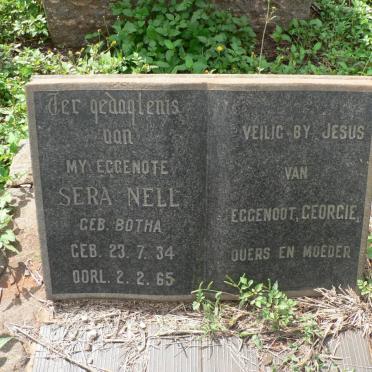 Ter gedagtenis
aan
MY EGGENOTE
SERA NELL
GEB. BOTHA
GEB. 23. 7. 34
OORL. 2. 2. 65
VEILIG BY JESUS
VAN
EGGENOOT, GEORGIE,
OUERS EN MOEDER